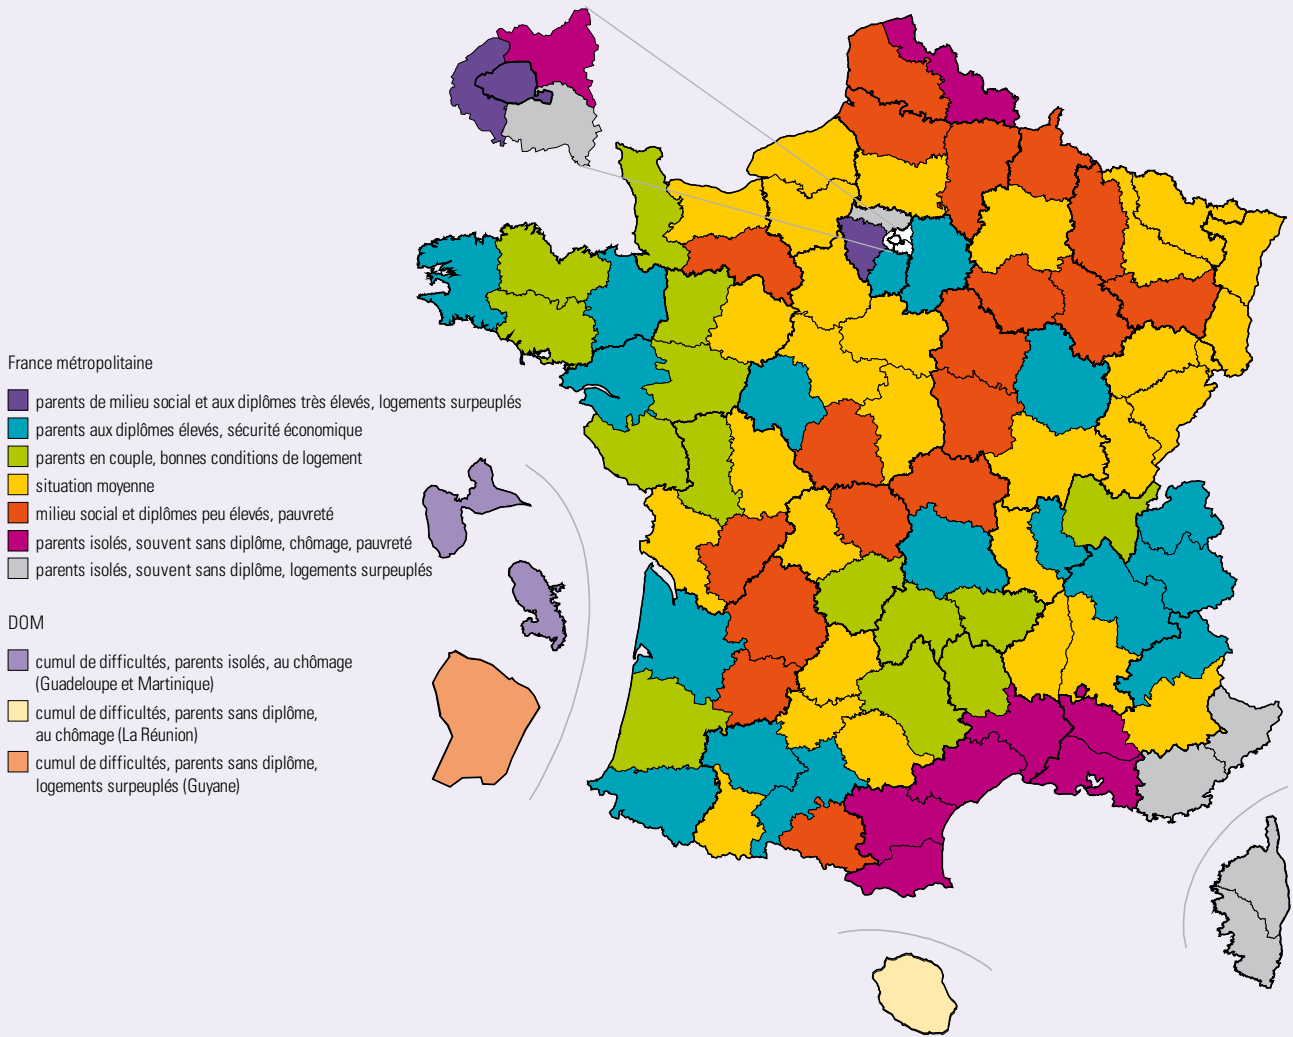 France métropolitaine
parents de milieu social et aux diplômes très élevés, logements surpeuplés
parents aux diplômes élevés, sécurité économique
parents en couple, bonnes conditions de logement
situation moyenne
milieu social et diplômes peu élevés, pauvreté
parents isolés, souvent sans diplôme, chômage, pauvreté
parents isolés, souvent sans diplôme, logements surpeuplés
DOM
cumul de difficultés, parents isolés, au chômage
(Guadeloupe et Martinique)
cumul de difficultés, parents sans diplôme,
au chômage (La Réunion)
cumul de difficultés, parents sans diplôme,
logements surpeuplés (Guyane)